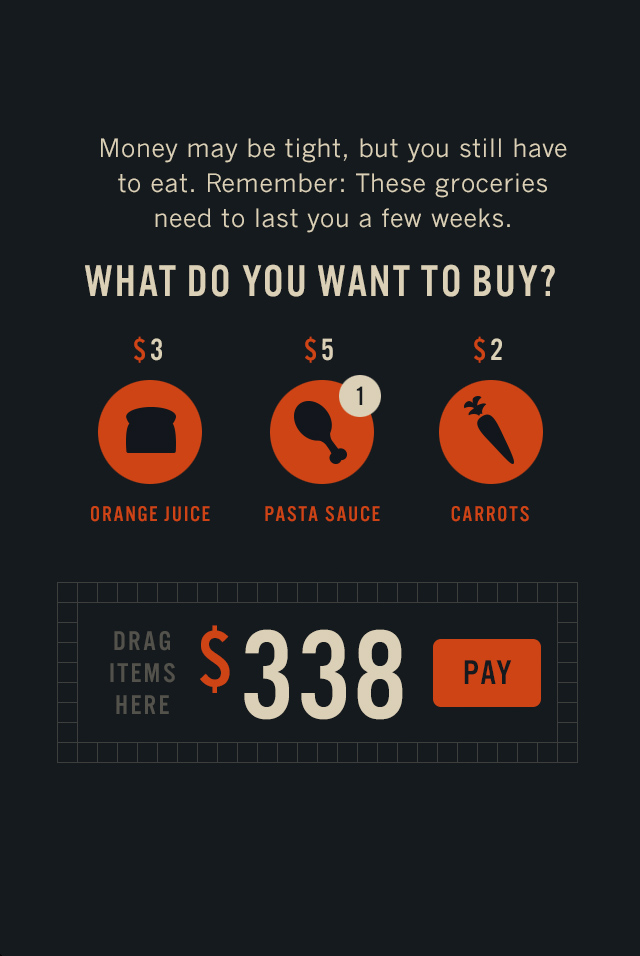 Money may be tight, but you still have
to eat. Remember: These groceries
need to last you a few weeks.
WHAT DO YOU WANT TO BUY?
$3 $5 $2
1
ORANGE JUICE PASTA SAUCE CARROTS
DRAG
ITEMS
HERE
$338
PAY